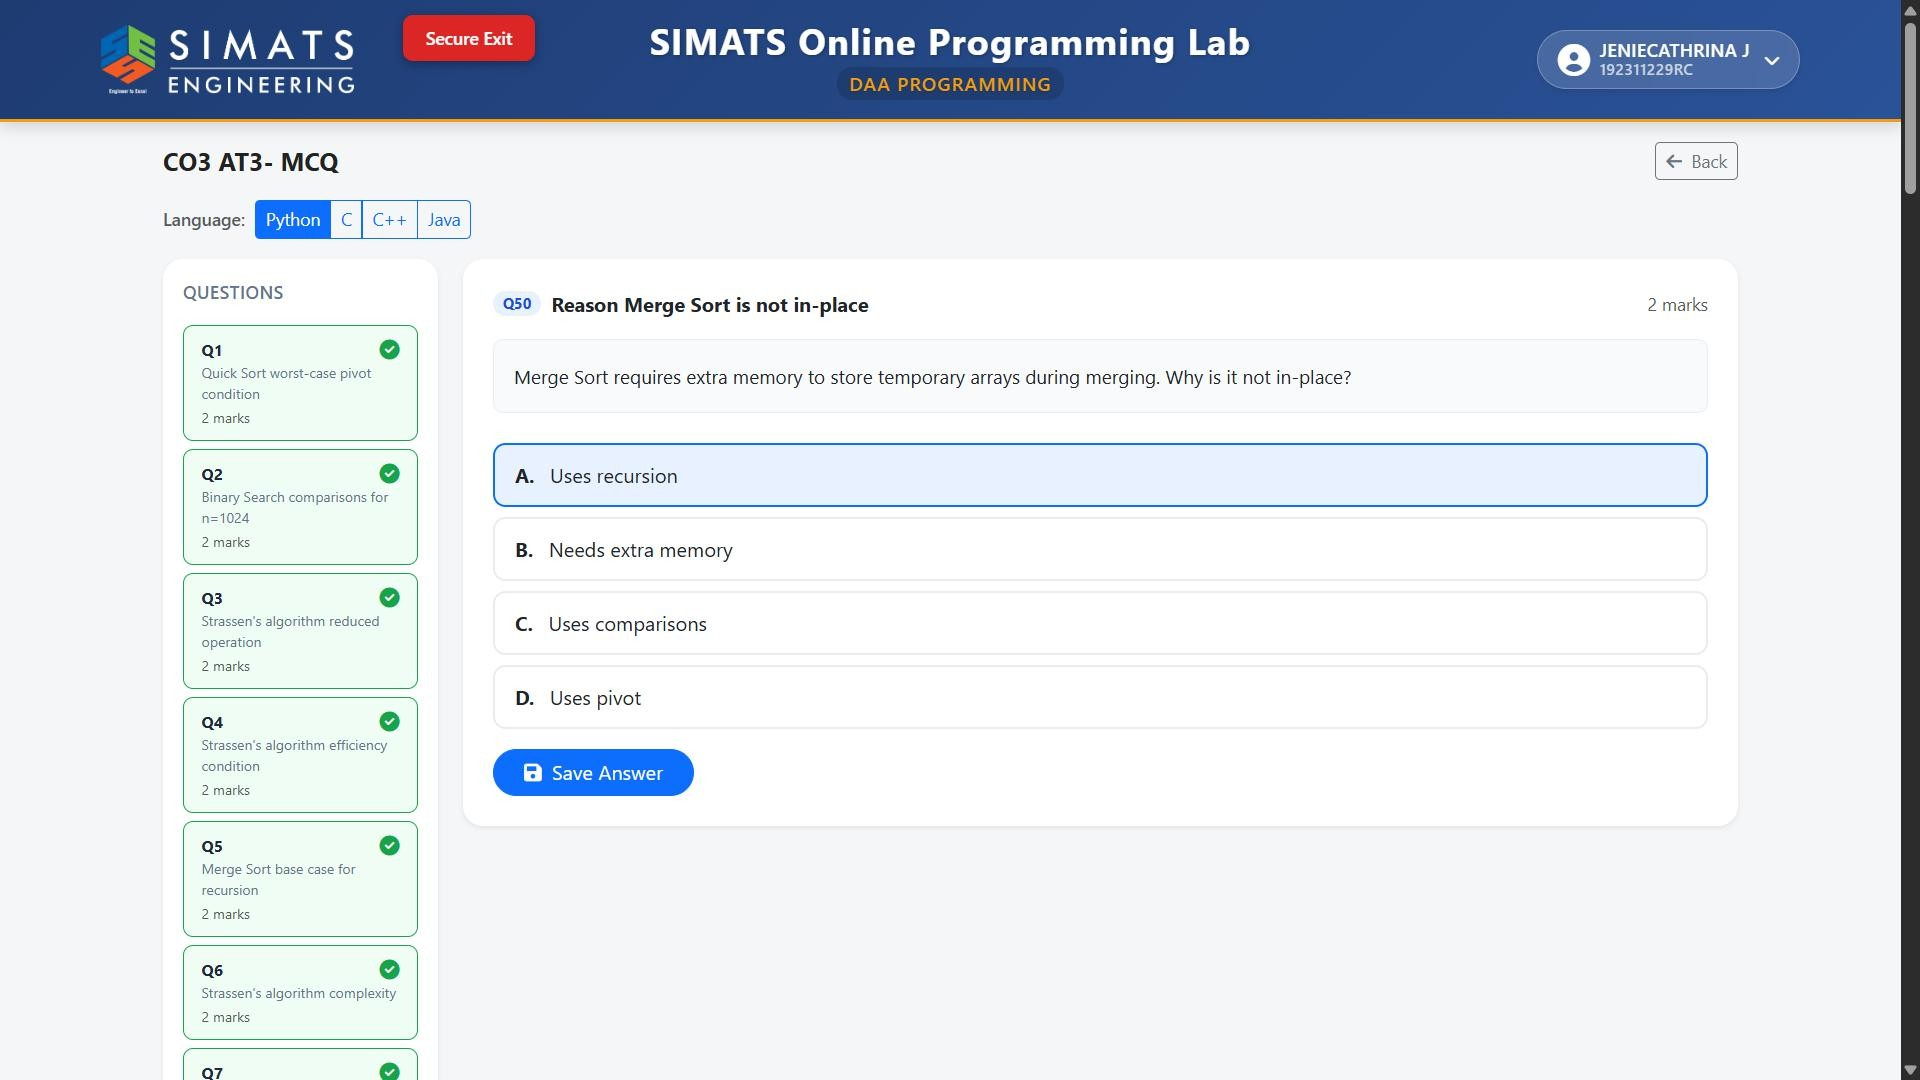 SIMATS
ENGINEERING
Engineer to Excel
Secure Exit
SIMATS Online Programming Lab
DAA PROGRAMMING
JENIECATHRINA J
192311229RC
CO3 AT3- MCQ
Back
Language:
Python
C
C++
Java
QUESTIONS
Q1
Quick Sort worst-case pivot
condition
2 marks
Q2
Binary Search comparisons for
n=1024
2 marks
Q3
Strassen's algorithm reduced
operation
2 marks
Q4
Strassen's algorithm efficiency
condition
2 marks
Q5
Merge Sort base case for
recursion
2 marks
Q6
Strassen's algorithm complexity
2 marks
Q7
Q50 Reason Merge Sort is not in-place
2 marks
Merge Sort requires extra memory to store temporary arrays during merging. Why is it not in-place?
A. Uses recursion
B. Needs extra memory
C. Uses comparisons
D. Uses pivot
Save Answer